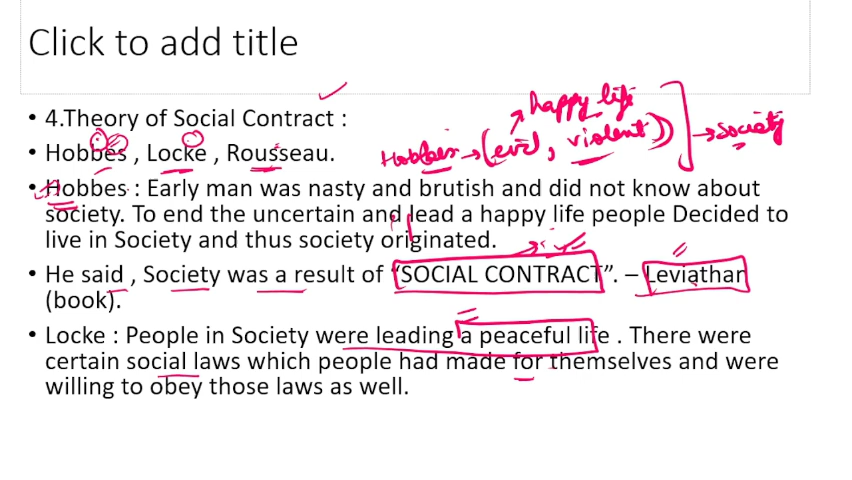 Click to add title
• 4.Theory of Social Contract :
happy life
• Hobbes , Locke , Rousseau.
Hobbes → (evil, violent) → society
• Hobbes : Early man was nasty and brutish and did not know about
society. To end the uncertain and lead a happy life people Decided to
live in Society and thus society originated.
• He said , Society was a result of “SOCIAL CONTRACT”. – Leviathan
(book).
• Locke : People in Society were leading a peaceful life . There were
certain social laws which people had made for themselves and were
willing to obey those laws as well.